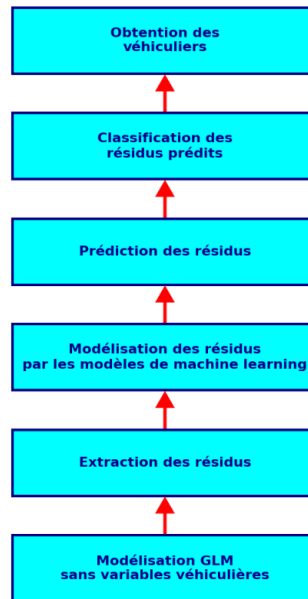 Obtention des
véhiculiers
Classification des
résidus prédits
Prédiction des résidus
Modélisation des résidus
par les modèles de machine learning
Extraction des résidus
Modélisation GLM
sans variables véhiculières